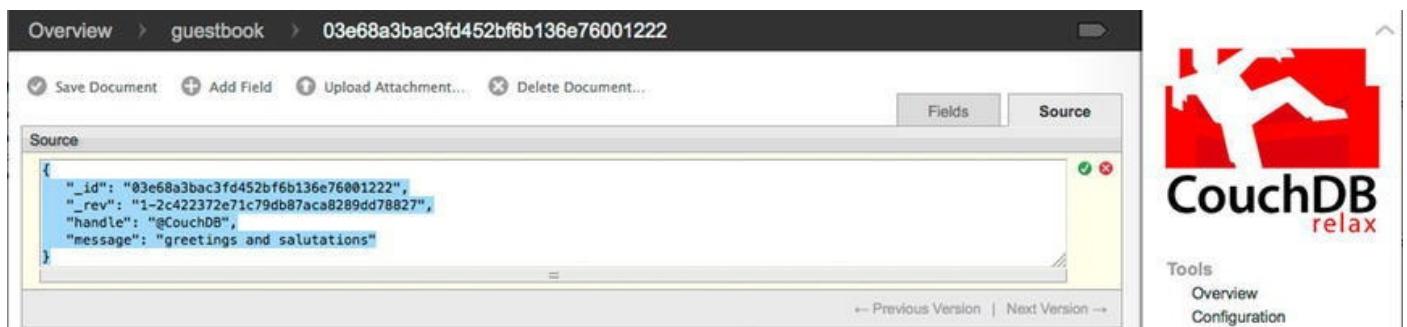 Overview guestbook 03e68a3bac3fd452bf6b136e76001222
Save Document Add Field Upload Attachment... Delete Document...
Fields Source
Source
{
"_id": "03e68a3bac3fd452bf6b136e76001222",
"_rev": "1-2c422372e71c79db87aca8289dd78827",
"handle": "@CouchDB",
"message": "greetings and salutations"
}
← Previous Version | Next Version →
CouchDB
relax
Tools
Overview
Configuration